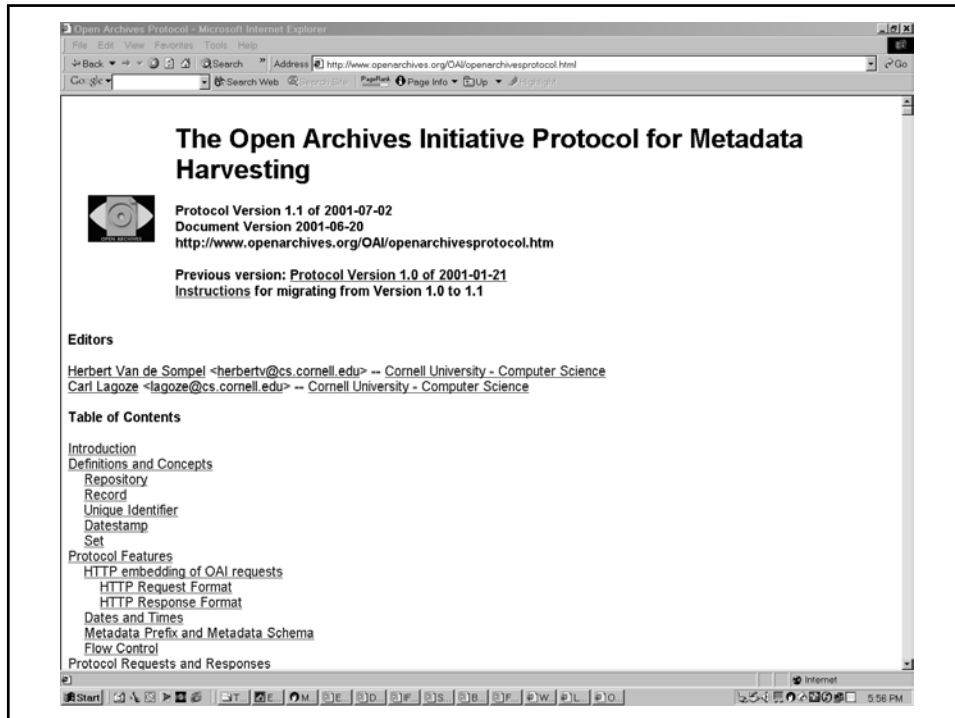 Open Archives Protocol - Microsoft Internet Explorer
File Edit View Favorites Tools Help
Back Search » Address http://www.openarchives.org/OAI/openarchivesprotocol.html Go
Google Search Web Search Site PageRank Page Info Up Highlight
The Open Archives Initiative Protocol for Metadata
Harvesting
OPEN ARCHIVES
Protocol Version 1.1 of 2001-07-02
Document Version 2001-06-20
http://www.openarchives.org/OAI/openarchivesprotocol.htm
Previous version: Protocol Version 1.0 of 2001-01-21
Instructions for migrating from Version 1.0 to 1.1
Editors
Herbert Van de Sompel <herbertv@cs.cornell.edu> -- Cornell University - Computer Science
Carl Lagoze <lagoze@cs.cornell.edu> -- Cornell University - Computer Science
Table of Contents
Introduction
Definitions and Concepts
Repository
Record
Unique Identifier
Datestamp
Set
Protocol Features
HTTP embedding of OAI requests
HTTP Request Format
HTTP Response Format
Dates and Times
Metadata Prefix and Metadata Schema
Flow Control
Protocol Requests and Responses
Internet
Start T... E... M... E... D... F... S... B... F... W... L... O... 5:56 PM